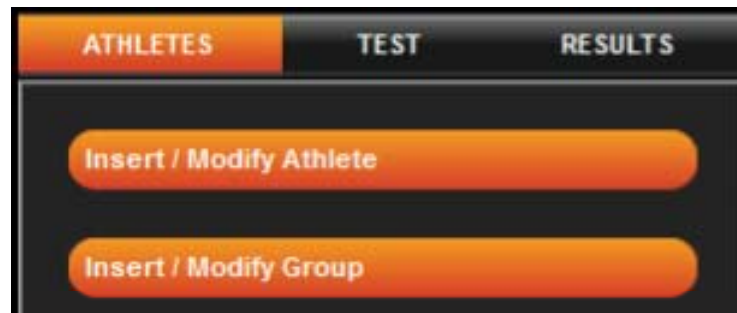 ATHLETES TEST RESULTS
Insert / Modify Athlete
Insert / Modify Group